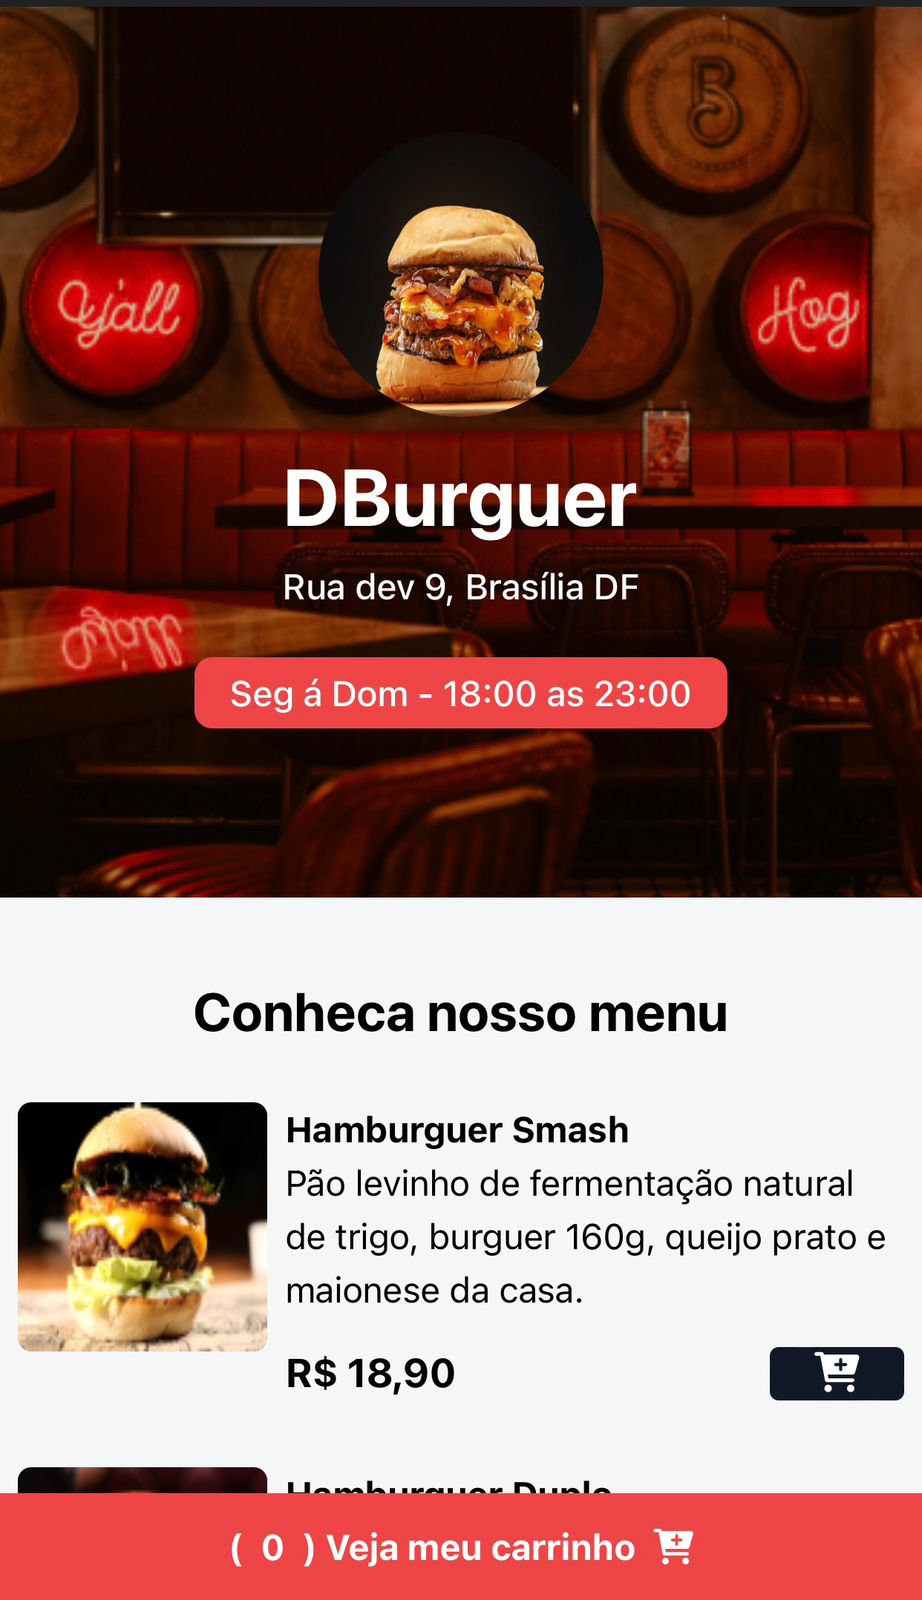 B
Y'all
Hog
DBurguer
Rua dev 9, Brasília DF
Seg á Dom - 18:00 as 23:00
Conheca nosso menu
Hamburguer Smash
Pão levinho de fermentação natural
de trigo, burguer 160g, queijo prato e
maionese da casa.
R$ 18,90
Hamburguer Duplo
( 0 ) Veja meu carrinho